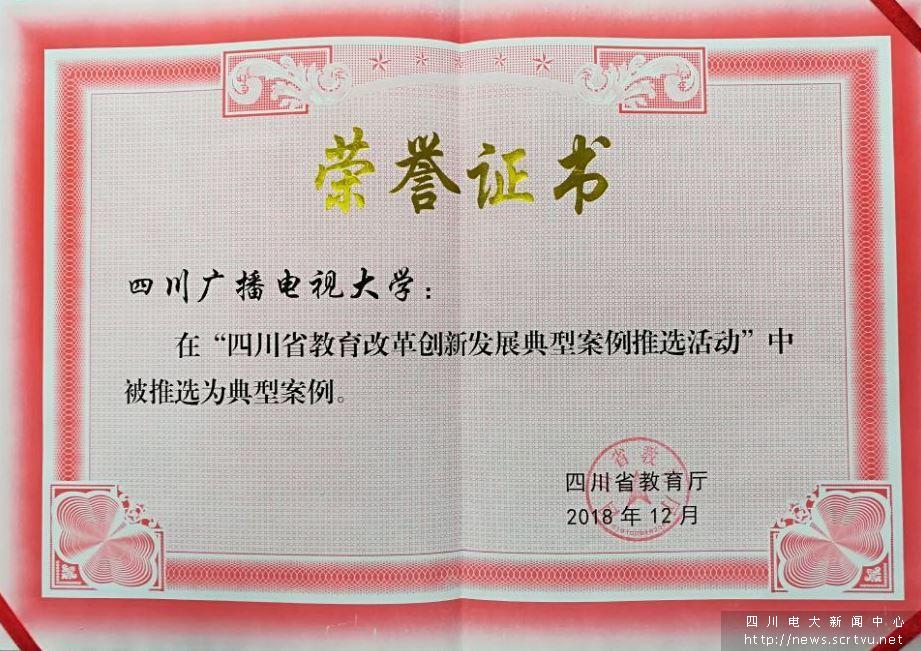 荣誉证书
四川广播电视大学：
在“四川省教育改革创新发展典型案例推选活动”中
被推选为典型案例。
四川省教育厅
2018年12月
四川电大新闻中心
http://news.scrtvu.net